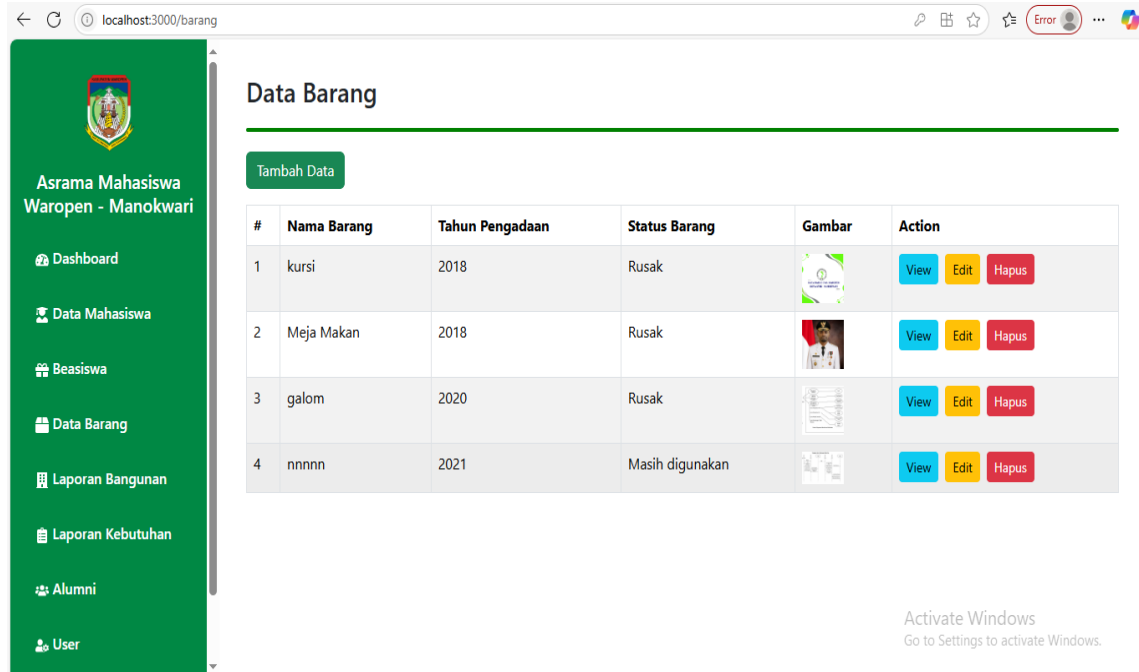 localhost:3000/barang
Error
Asrama Mahasiswa
Waropen - Manokwari
Dashboard
Data Mahasiswa
Beasiswa
Data Barang
Laporan Bangunan
Laporan Kebutuhan
Alumni
User
Data Barang
Tambah Data
# Nama Barang Tahun Pengadaan Status Barang Gambar Action
1 kursi 2018 Rusak View Edit Hapus
2 Meja Makan 2018 Rusak View Edit Hapus
3 galom 2020 Rusak View Edit Hapus
4 nnnnn 2021 Masih digunakan View Edit Hapus
Activate Windows
Go to Settings to activate Windows.